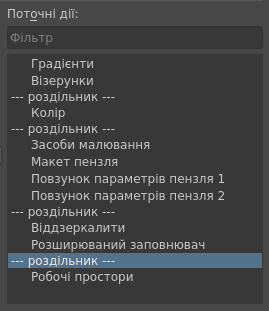 Поточні дії:
Фільтр
Градієнти
Візерунки
--- роздільник ---
Колір
--- роздільник ---
Засоби малювання
Макет пензля
Повзунок параметрів пензля 1
Повзунок параметрів пензля 2
--- роздільник ---
Віддзеркалити
Розширюваний заповнювач
--- роздільник ---
Робочі простори